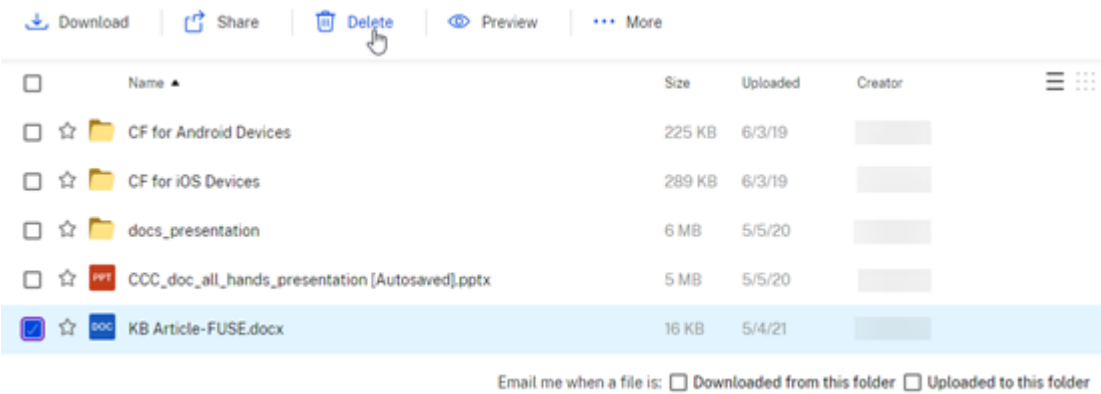 Download Share Delete Preview More
Name Size Uploaded Creator
CF for Android Devices 225 KB 6/3/19
CF for iOS Devices 289 KB 6/3/19
docs_presentation 6 MB 5/5/20
PPT CCC_doc_all_hands_presentation [Autosaved].pptx 5 MB 5/5/20
DOC KB Article-FUSE.docx 16 KB 5/4/21
Email me when a file is: Downloaded from this folder Uploaded to this folder